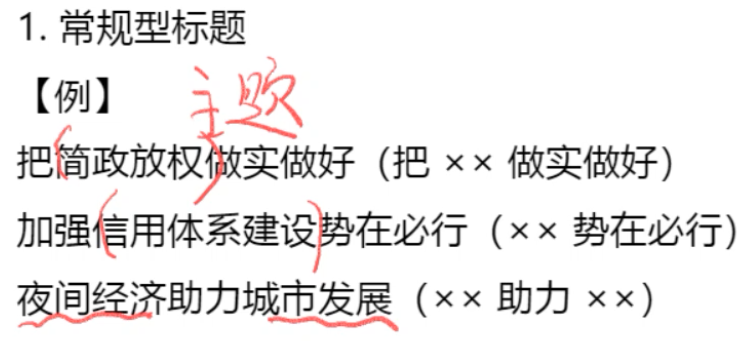 1. 常规型标题
【例】
主题
把简政放权做实做好（把 ×× 做实做好）
加强信用体系建设势在必行（×× 势在必行）
夜间经济助力城市发展（×× 助力 ××）